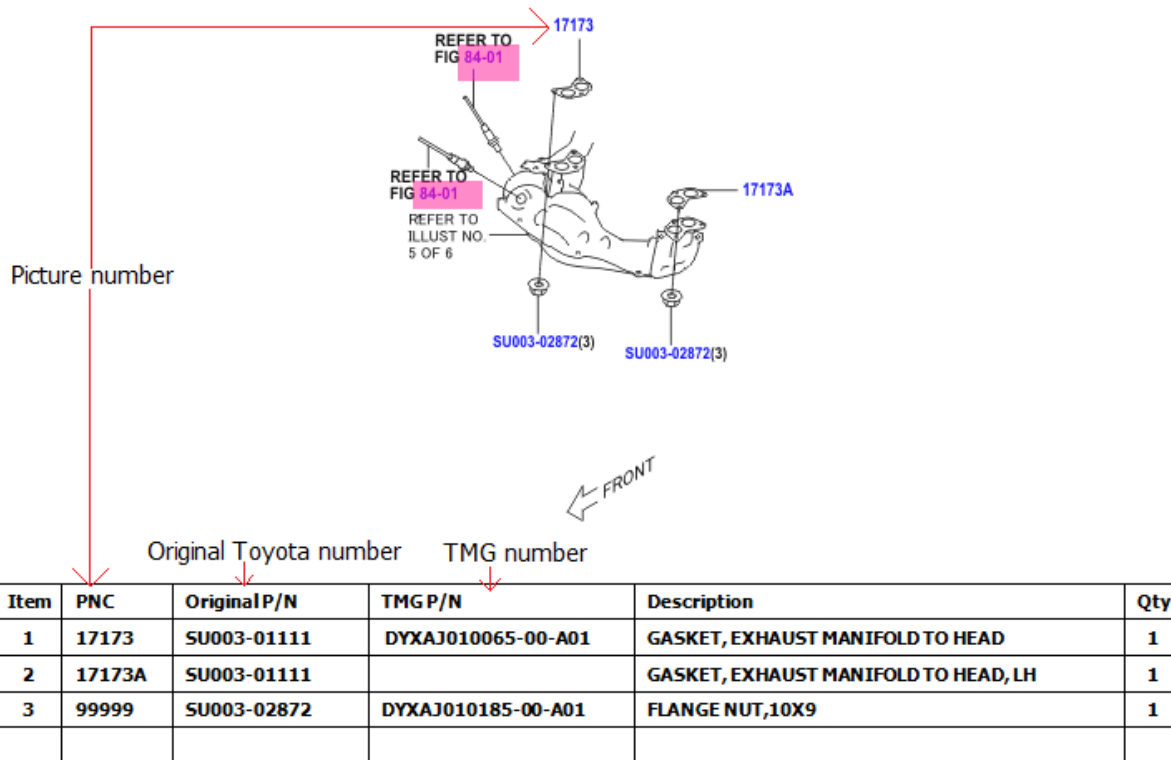 17173
REFER TO
FIG 84-01
REFER TO
FIG 84-01
17173A
REFER TO
ILLUST NO.
5 OF 6
Picture number
SU003-02872(3)
SU003-02872(3)
FRONT
Original Toyota number TMG number
Item PNC Original P/N TMG P/N Description Qty
1 17173 SU003-01111 DYXAJ010065-00-A01 GASKET, EXHAUST MANIFOLD TO HEAD 1
2 17173A SU003-01111 GASKET, EXHAUST MANIFOLD TO HEAD, LH 1
3 99999 SU003-02872 DYXAJ010185-00-A01 FLANGE NUT,10X9 1